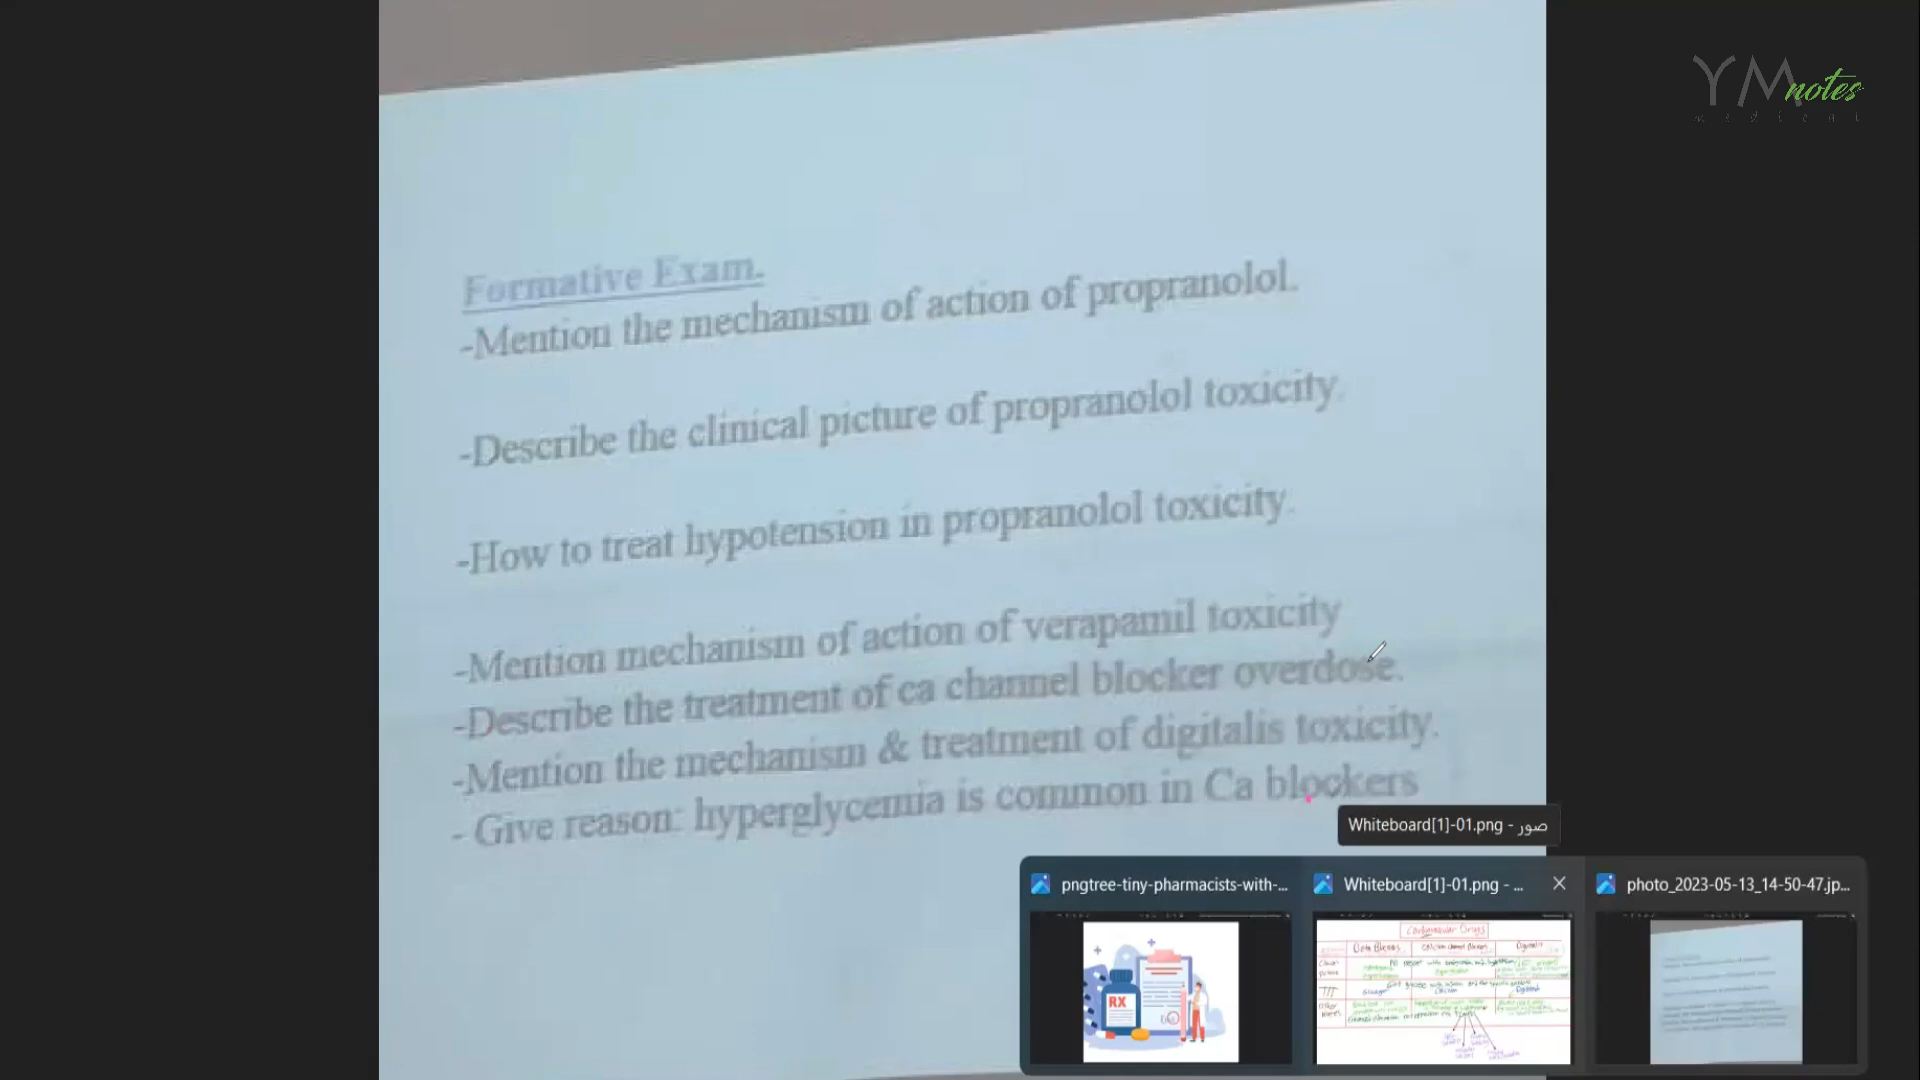 YM notes
medical
Formative Exam.
-Mention the mechanism of action of propranolol.
-Describe the clinical picture of propranolol toxicity.
-How to treat hypotension in propranolol toxicity.
-Mention mechanism of action of verapamil toxicity
-Describe the treatment of ca channel blocker overdose.
-Mention the mechanism & treatment of digitalis toxicity.
- Give reason: hyperglycemia is common in Ca blockers
Whiteboard[1]-01.png - صور
pngtree-tiny-pharmacists-with-...
Whiteboard[1]-01.png - ...
photo_2023-05-13_14-50-47.jp...
RX
Cardiovascular Drugs